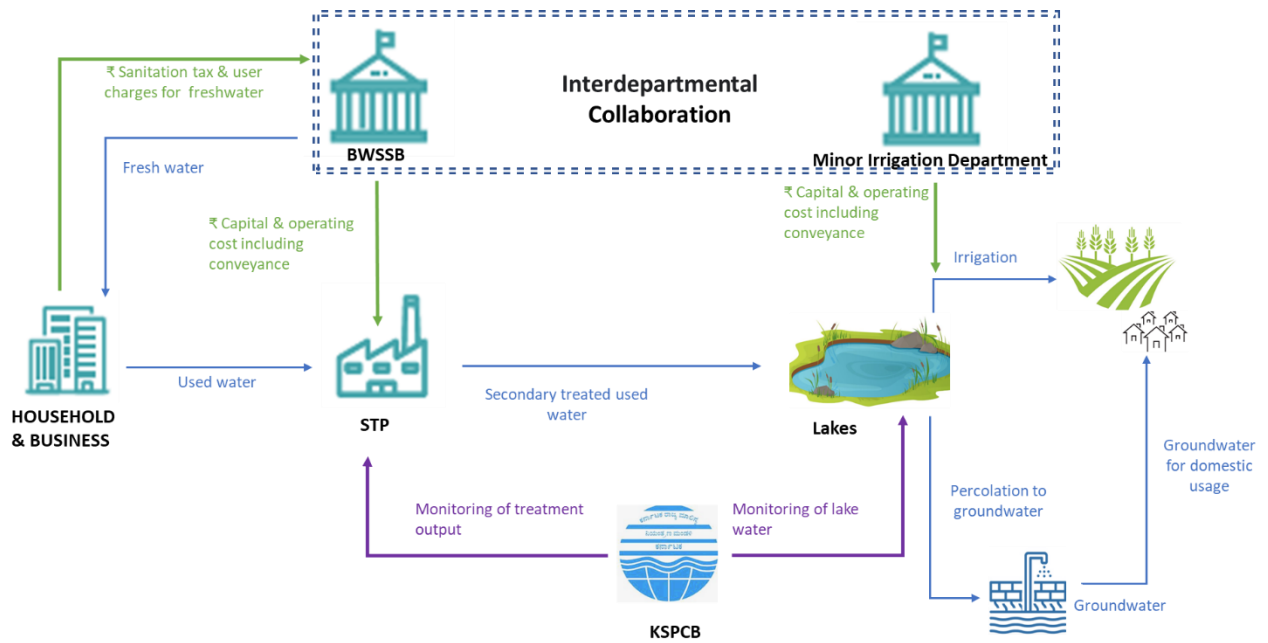 ₹ Sanitation tax & user
charges for freshwater
Interdepartmental
Collaboration
BWSSB
Minor Irrigation Department
Fresh water
₹ Capital & operating
cost including
conveyance
₹ Capital & operating
cost including
conveyance
Irrigation
Used water
Secondary treated used
water
HOUSEHOLD
& BUSINESS
STP
Lakes
Groundwater
for domestic
usage
Monitoring of treatment
output
Monitoring of lake
water
Percolation to
groundwater
ಕರ್ನಾಟಕ
Groundwater
KSPCB